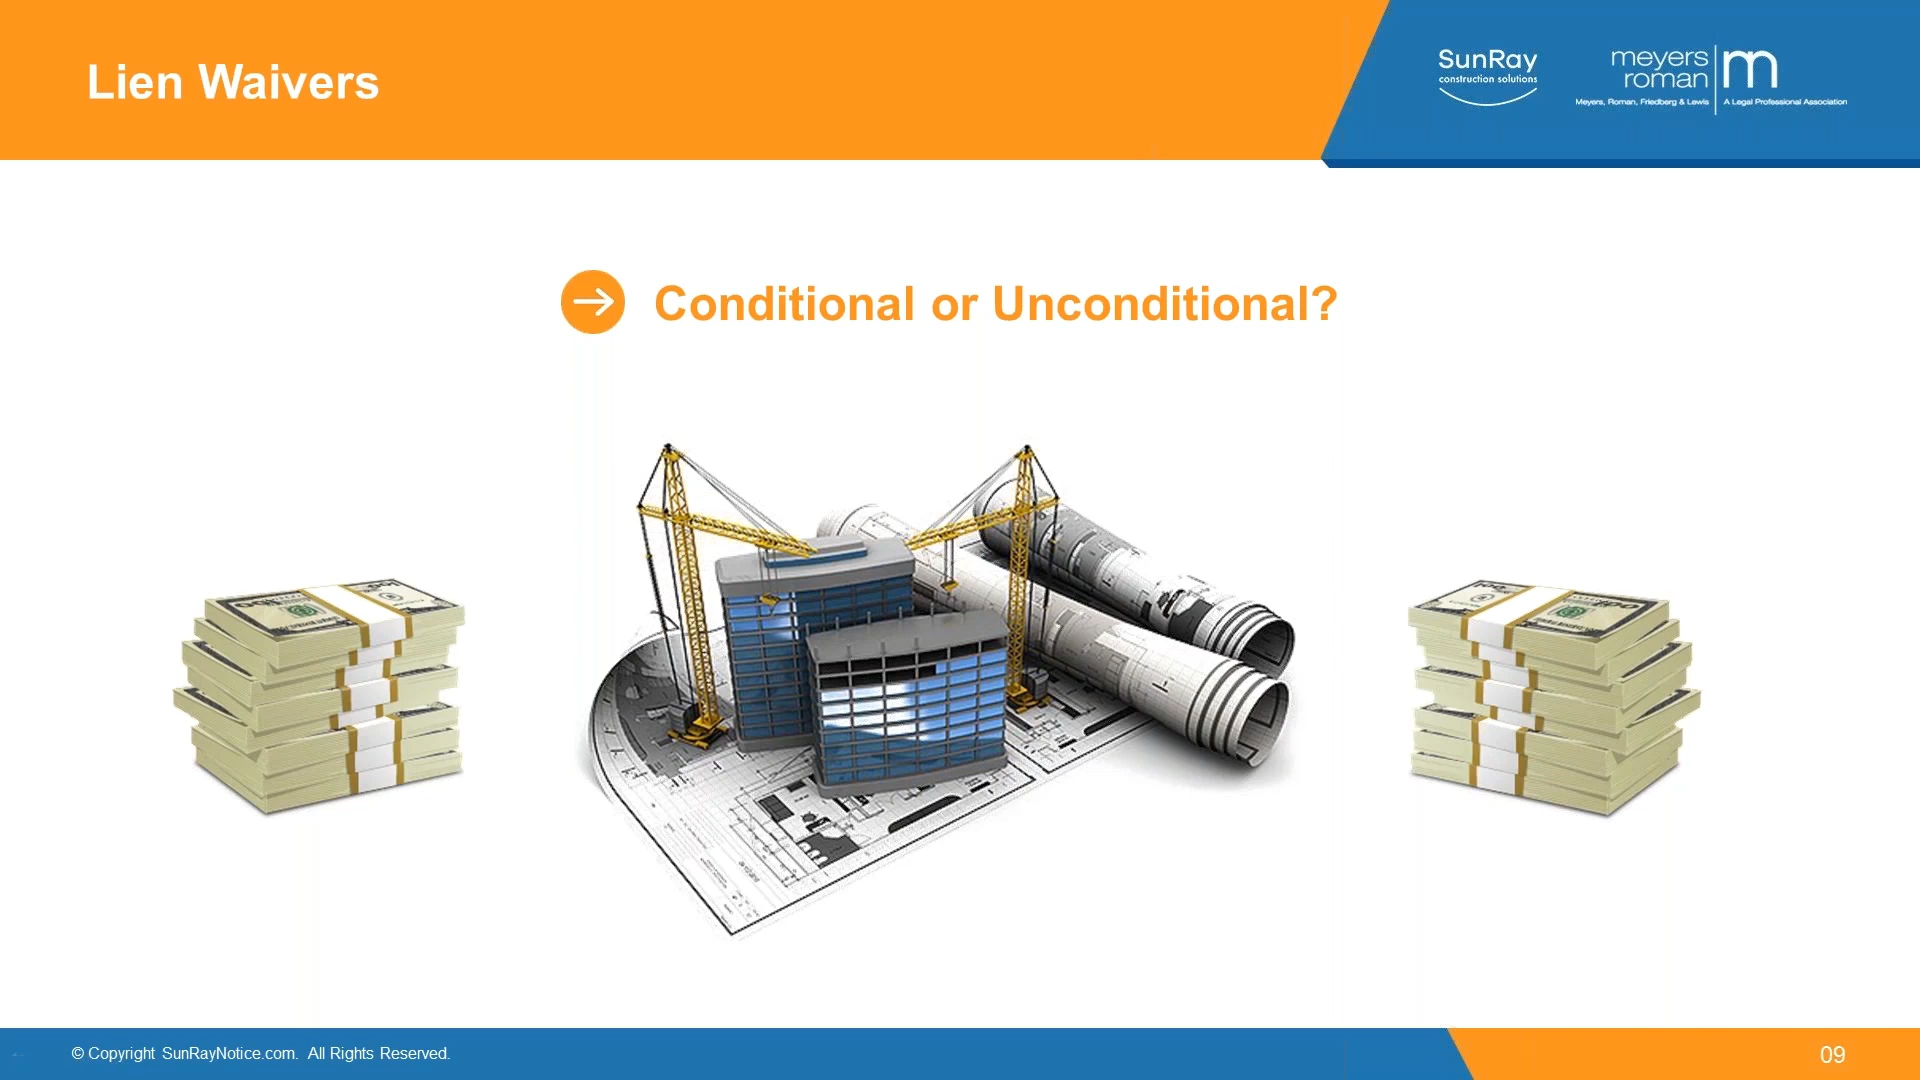 Lien Waivers
SunRay
construction solutions
meyers
roman
m
Meyers, Roman, Friedberg & Lewis
A Legal Professional Association
Conditional or Unconditional?
© Copyright SunRayNotice.com. All Rights Reserved.
09